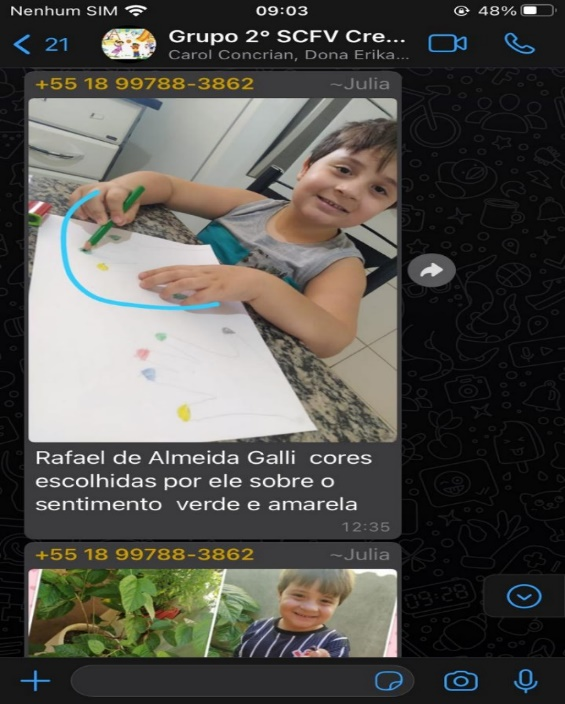 Nenhum SIM 09:03 48%
21 Grupo 2º SCFV Cre...
Carol Concrian, Dona Erika...
+55 18 99788-3862 ~Julia
Rafael de Almeida Galli cores
escolhidas por ele sobre o
sentimento verde e amarela
12:35
+55 18 99788-3862 ~Julia
09:28